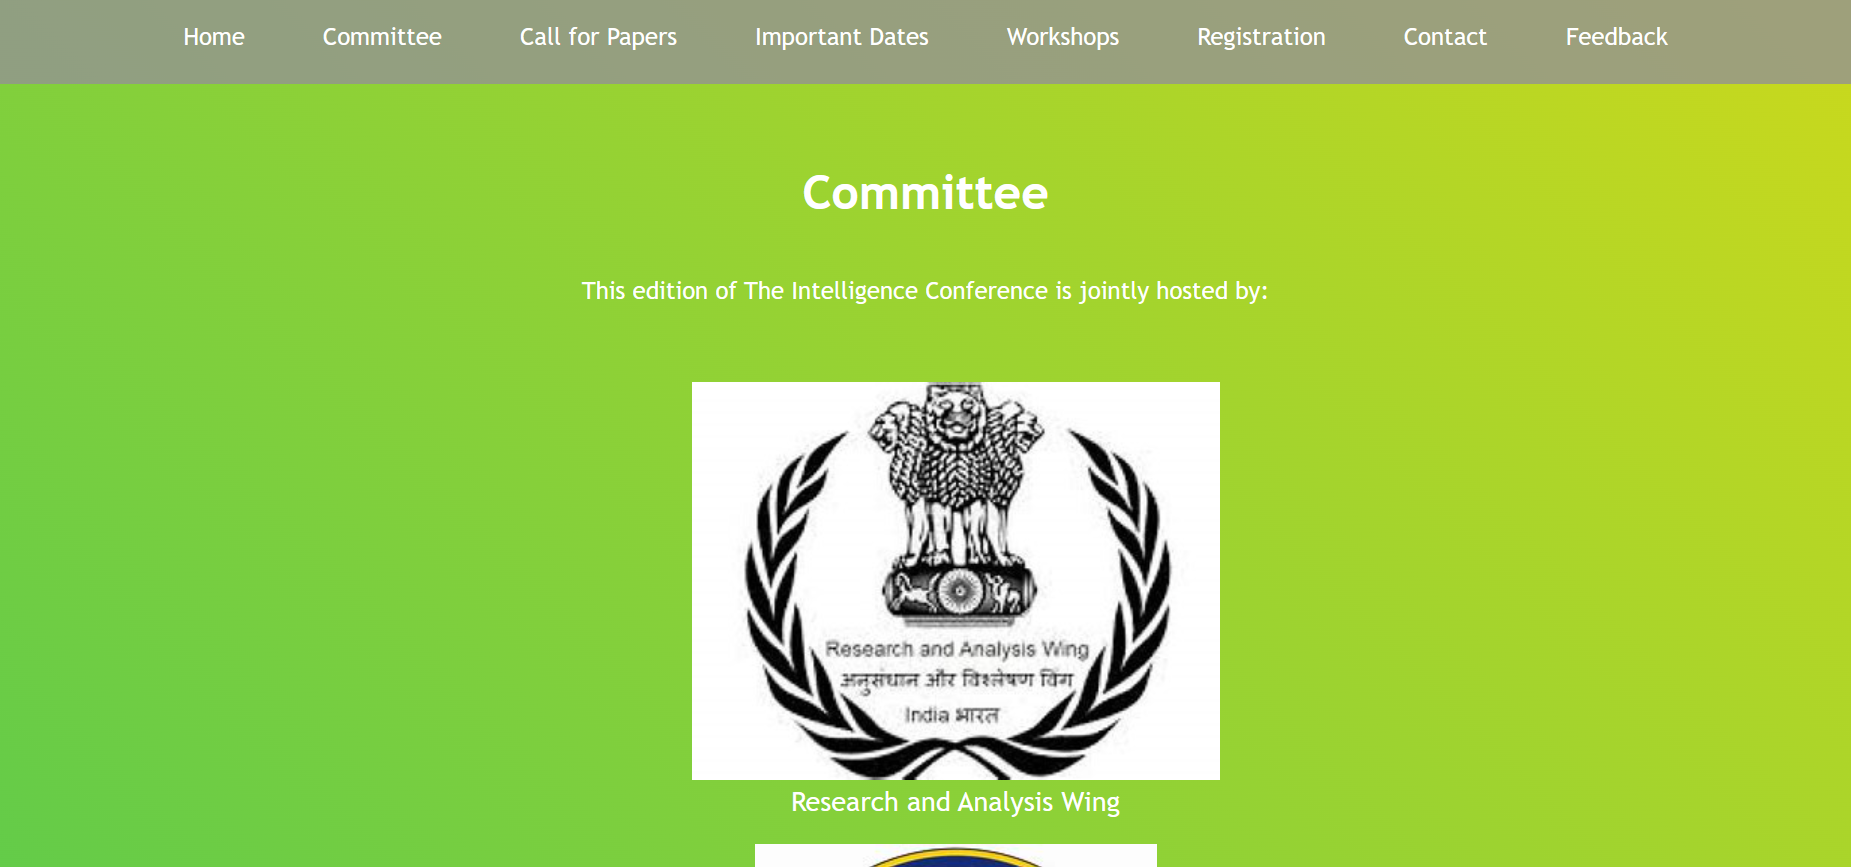 Home Committee Call for Papers Important Dates Workshops Registration Contact Feedback
Committee
This edition of The Intelligence Conference is jointly hosted by:
Research and Analysis Wing
अनुसंधान और विश्लेषण विंग
India भारत
Research and Analysis Wing